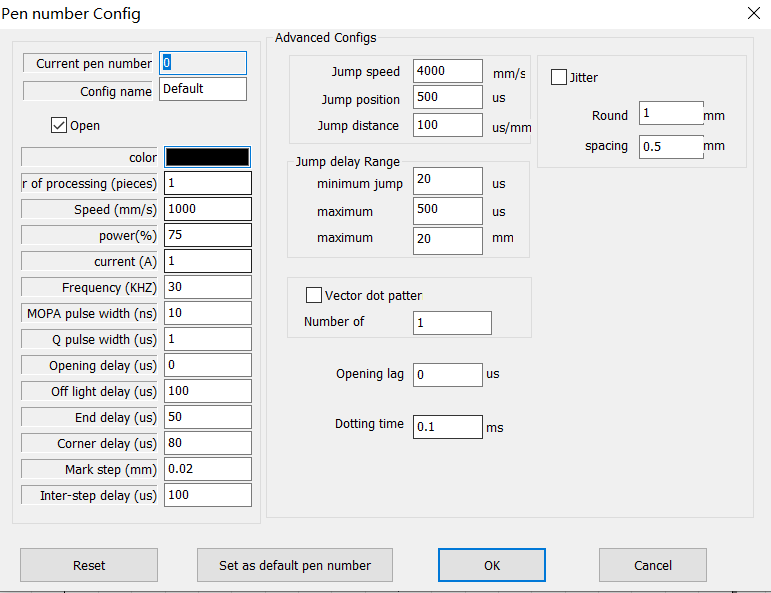 Pen number Config
Current pen number 0
Config name Default
Open
color
r of processing (pieces) 1
Speed (mm/s) 1000
power(%) 75
current (A) 1
Frequency (KHZ) 30
MOPA pulse width (ns) 10
Q pulse width (us) 1
Opening delay (us) 0
Off light delay (us) 100
End delay (us) 50
Corner delay (us) 80
Mark step (mm) 0.02
Inter-step delay (us) 100
Advanced Configs
Jump speed 4000 mm/s
Jump position 500 us
Jump distance 100 us/mm
Jump delay Range
minimum jump 20 us
maximum 500 us
maximum 20 mm
Vector dot patter
Number of 1
Opening lag 0 us
Dotting time 0.1 ms
Jitter
Round 1 mm
spacing 0.5 mm
Reset
Set as default pen number
OK
Cancel